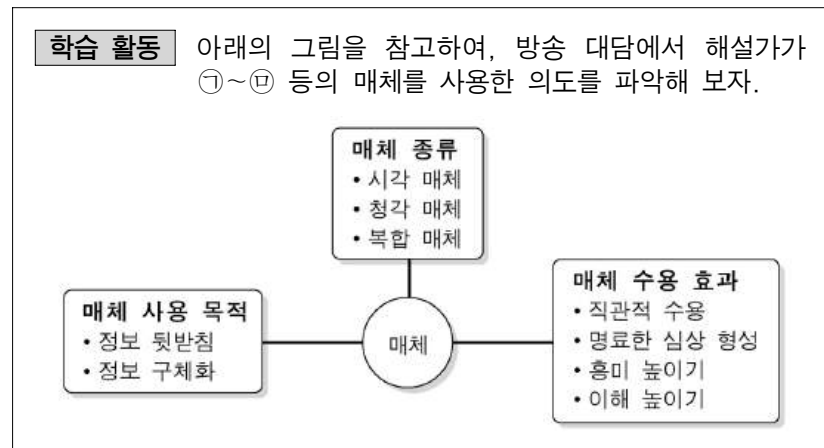 학습 활동 아래의 그림을 참고하여, 방송 대담에서 해설가가
㉠~㉤ 등의 매체를 사용한 의도를 파악해 보자.
매체 종류
• 시각 매체
• 청각 매체
• 복합 매체
매체 사용 목적
• 정보 뒷받침
• 정보 구체화
매체
매체 수용 효과
• 직관적 수용
• 명료한 심상 형성
• 흥미 높이기
• 이해 높이기